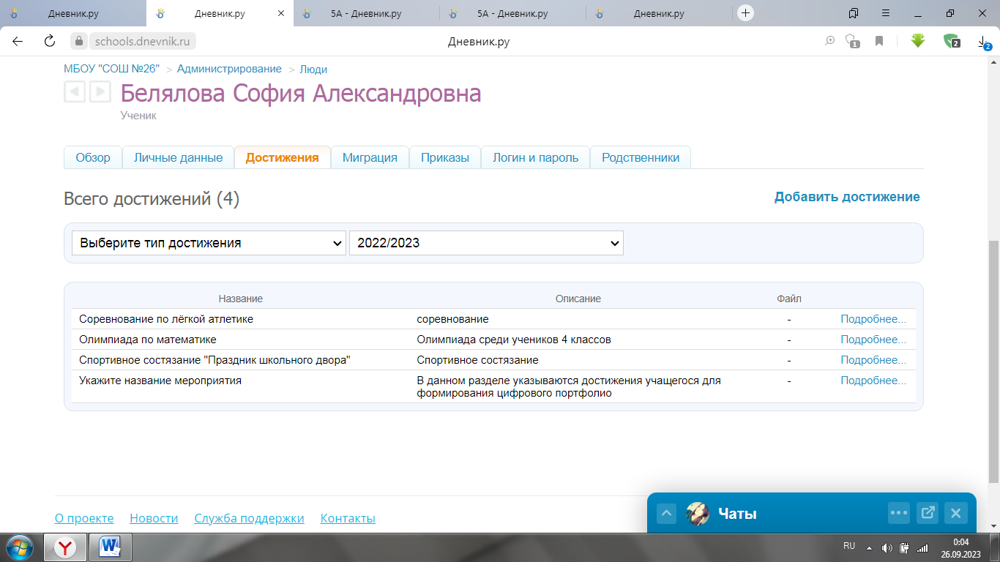 Дневник.ру
Дневник.ру
5А - Дневник.ру
5А - Дневник.ру
Дневник.ру
schools.dnevnik.ru
Дневник.ру
1
2
2
МБОУ "СОШ №26" > Администрирование > Люди
Белялова София Александровна
Ученик
Обзор
Личные данные
Достижения
Миграция
Приказы
Логин и пароль
Родственники
Всего достижений (4)
Добавить достижение
Выберите тип достижения
2022/2023
Название Описание Файл
Соревнование по лёгкой атлетике соревнование - Подробнее...
Олимпиада по математике Олимпиада среди учеников 4 классов - Подробнее...
Спортивное состязание "Праздник школьного двора" Спортивное состязание - Подробнее...
Укажите название мероприятия В данном разделе указываются достижения учащегося для - Подробнее...
формирования цифрового портфолио
О проекте Новости Служба поддержки Контакты
Чаты
RU
0:04
26.09.2023